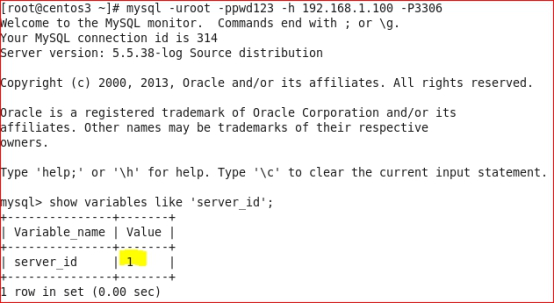 [root@centos3 ~]# mysql -uroot -ppwd123 -h 192.168.1.100 -P3306
Welcome to the MySQL monitor.  Commands end with ; or \g.
Your MySQL connection id is 314
Server version: 5.5.38-log Source distribution

Copyright (c) 2000, 2013, Oracle and/or its affiliates. All rights reserved.

Oracle is a registered trademark of Oracle Corporation and/or its
affiliates. Other names may be trademarks of their respective
owners.

Type 'help;' or '\h' for help. Type '\c' to clear the current input statement.

mysql> show variables like 'server_id';
+---------------+-------+
| Variable_name | Value |
+---------------+-------+
| server_id     | 1     |
+---------------+-------+
1 row in set (0.00 sec)